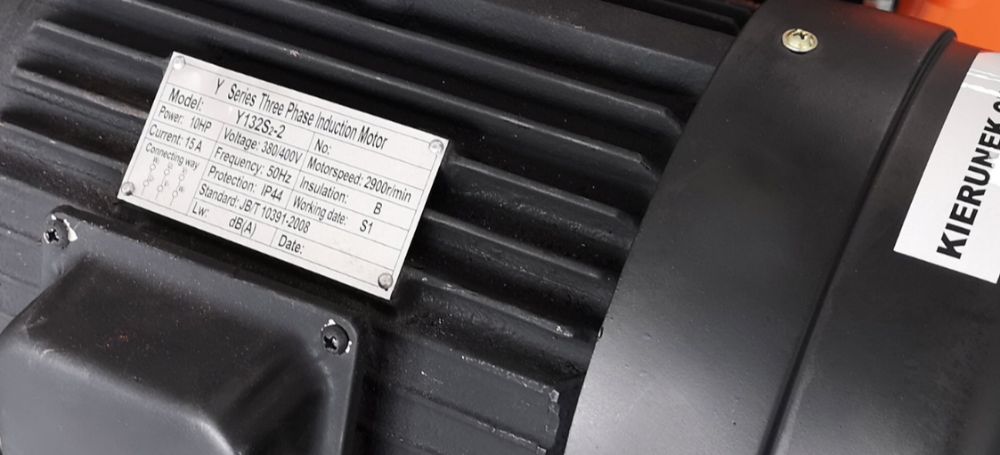 Y Series Three Phase Induction Motor
Model: Y132S2-2 No:
Power: 10HP Voltage: 380/400V Motorspeed: 2900r/min
Current: 15A Frequency: 50Hz Insulation: B
Connecting way Protection: IP44 Working date: S1
Standard: JB/T 10391-2008
Lw: dB(A) Date:
KIERUNEK